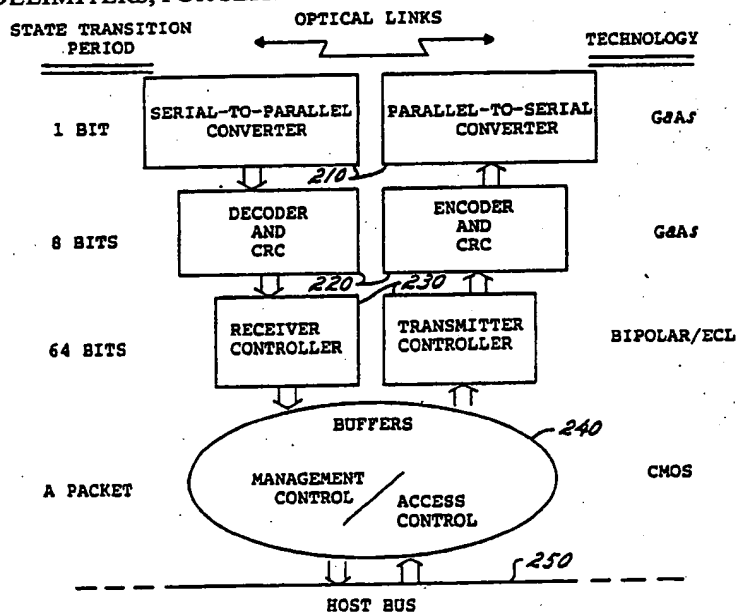 OPTICAL LINKS
STATE TRANSITION
PERIOD
TECHNOLOGY
1 BIT
SERIAL-TO-PARALLEL
CONVERTER
PARALLEL-TO-SERIAL
CONVERTER
GaAs
210
8 BITS
DECODER
AND
CRC
ENCODER
AND
CRC
GaAs
220
230
64 BITS
RECEIVER
CONTROLLER
TRANSMITTER
CONTROLLER
BIPOLAR/ECL
BUFFERS
240
A PACKET
MANAGEMENT
CONTROL
ACCESS
CONTROL
CMOS
250
HOST BUS